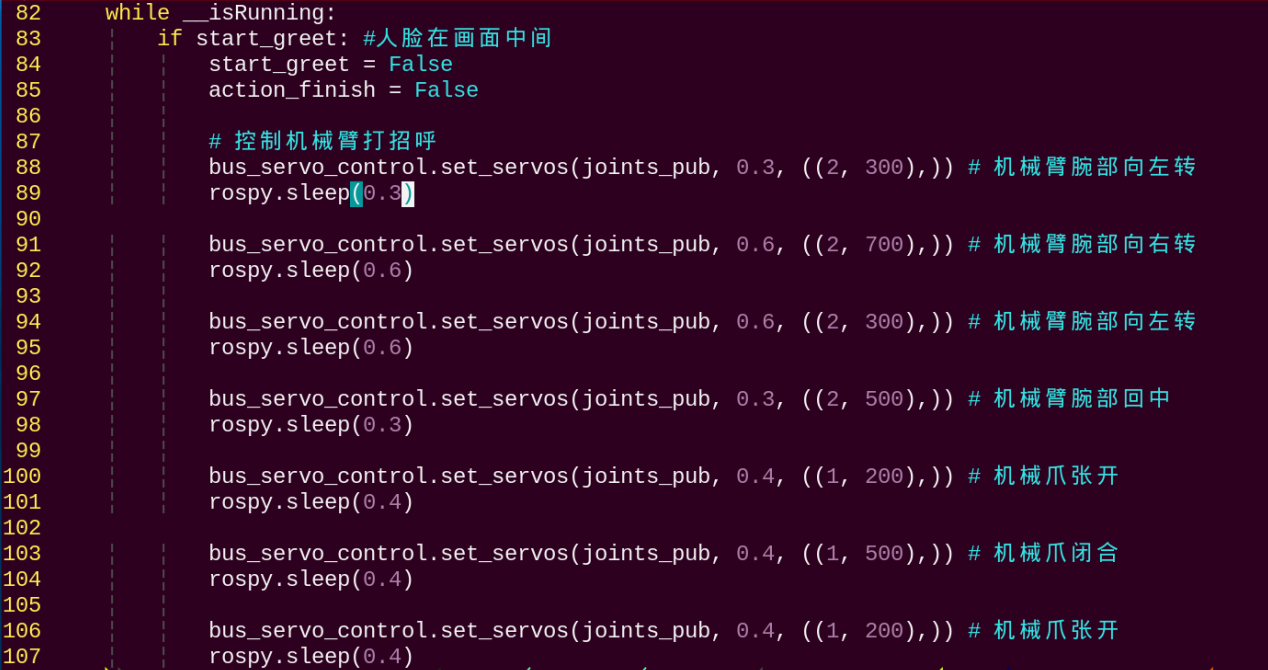 82     while __isRunning:
83         if start_greet: #人脸在画面中间
84             start_greet = False
85             action_finish = False
86
87             # 控制机械臂打招呼
88             bus_servo_control.set_servos(joints_pub, 0.3, ((2, 300),)) # 机械臂腕部向左转
89             rospy.sleep(0.3)
90
91             bus_servo_control.set_servos(joints_pub, 0.6, ((2, 700),)) # 机械臂腕部向右转
92             rospy.sleep(0.6)
93
94             bus_servo_control.set_servos(joints_pub, 0.6, ((2, 300),)) # 机械臂腕部向左转
95             rospy.sleep(0.6)
96
97             bus_servo_control.set_servos(joints_pub, 0.3, ((2, 500),)) # 机械臂腕部回中
98             rospy.sleep(0.3)
99
100             bus_servo_control.set_servos(joints_pub, 0.4, ((1, 200),)) # 机械爪张开
101             rospy.sleep(0.4)
102
103             bus_servo_control.set_servos(joints_pub, 0.4, ((1, 500),)) # 机械爪闭合
104             rospy.sleep(0.4)
105
106             bus_servo_control.set_servos(joints_pub, 0.4, ((1, 200),)) # 机械爪张开
107             rospy.sleep(0.4)